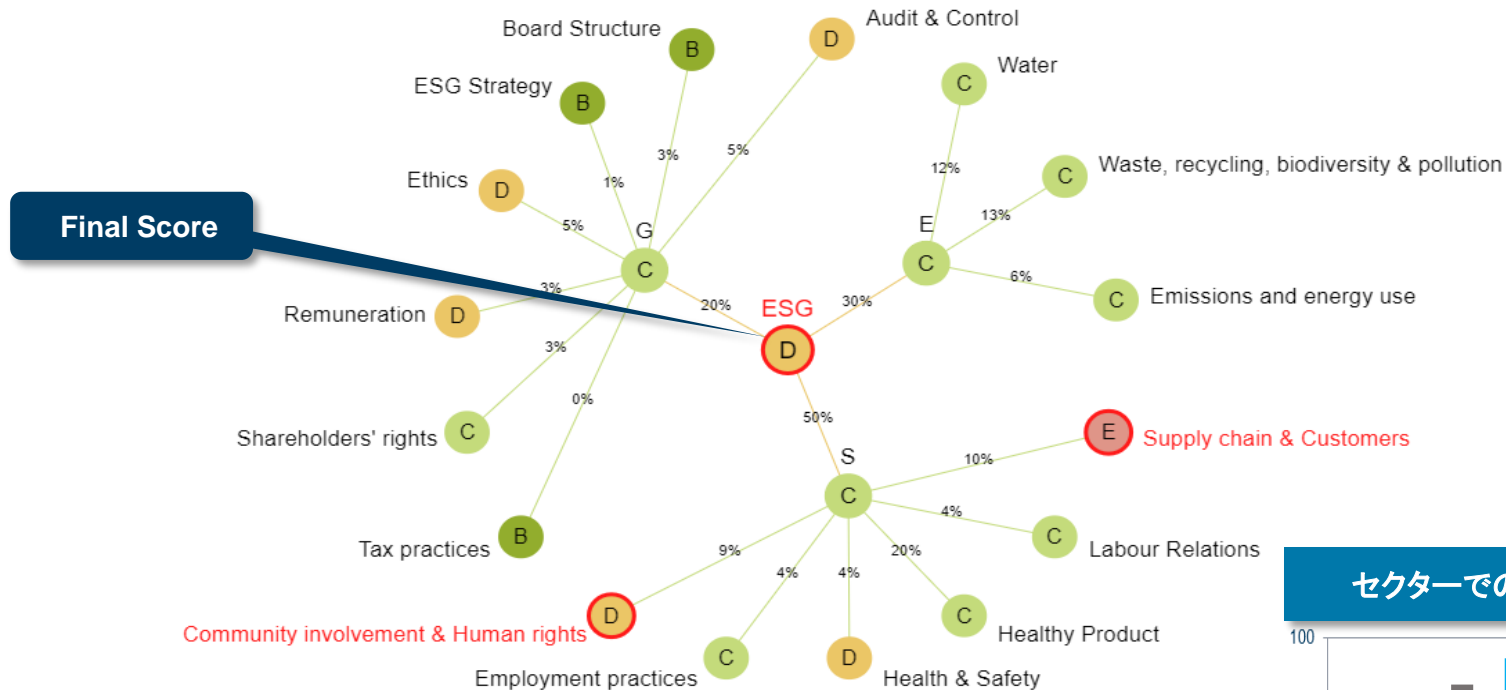 Board Structure
B
Audit & Control
D
ESG Strategy
B
Water
C
3%
5%
1%
12%
Ethics
D
5%
Waste, recycling, biodiversity & pollution
C
13%
Final Score
G
C
E
C
6%
Emissions and energy use
C
Remuneration
D
3%
20%
ESG
D
30%
3%
0%
50%
Shareholders' rights
C
Supply chain & Customers
E
10%
S
C
4%
Tax practices
B
9%
4%
4%
20%
Labour Relations
C
Community involvement & Human rights
D
Healthy Product
C
Employment practices
C
Health & Safety
D
セクターでの
100